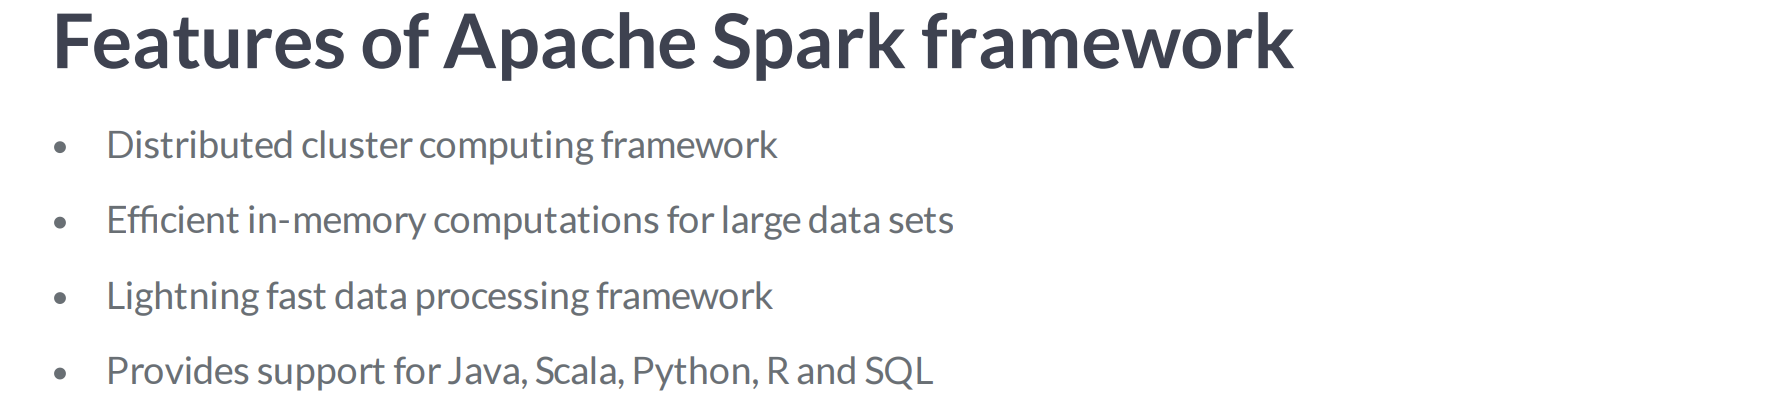 Features of Apache Spark framework
• Distributed cluster computing framework
• Efficient in-memory computations for large data sets
• Lightning fast data processing framework
• Provides support for Java, Scala, Python, R and SQL